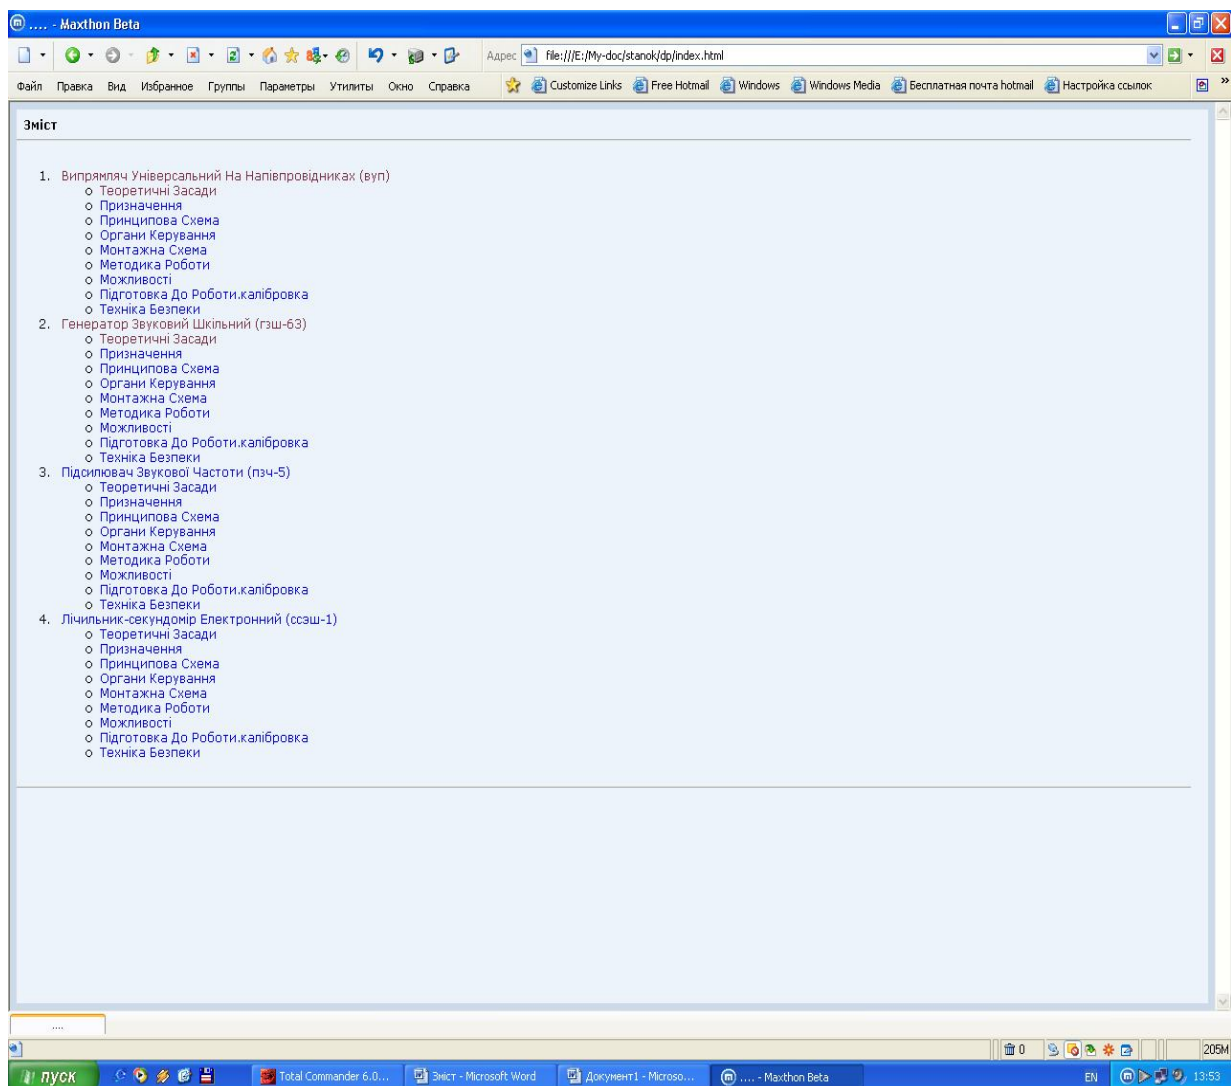 .... - Maxthon Beta
Адрес file:///E:/My-doc/stanok/dp/index.html
Файл Правка Вид Избранное Группы Параметры Утилиты Окно Справка Customize Links Free Hotmail Windows Windows Media Бесплатная почта hotmail Настройка ссылок »
Зміст
1. Випрямляч Універсальний На Напівпровідниках (вуп)
o Теоретичні Засади
o Призначення
o Принципова Схема
o Органи Керування
o Монтажна Схема
o Методика Роботи
o Можливості
o Підготовка До Роботи.калібровка
o Техніка Безпеки
2. Генератор Звуковий Шкільний (гзш-63)
o Теоретичні Засади
o Призначення
o Принципова Схема
o Органи Керування
o Монтажна Схема
o Методика Роботи
o Можливості
o Підготовка До Роботи.калібровка
o Техніка Безпеки
3. Підсилювач Звукової Частоти (пзч-5)
o Теоретичні Засади
o Призначення
o Принципова Схема
o Органи Керування
o Монтажна Схема
o Методика Роботи
o Можливості
o Підготовка До Роботи.калібровка
o Техніка Безпеки
4. Лічильник-секундомір Електронний (ссэш-1)
o Теоретичні Засади
o Призначення
o Принципова Схема
o Органи Керування
o Монтажна Схема
o Методика Роботи
o Можливості
o Підготовка До Роботи.калібровка
o Техніка Безпеки
....
0 205M
пуск Total Commander 6.0... Зміст - Microsoft Word Документ1 - Microso... .... - Maxthon Beta EN 13:53